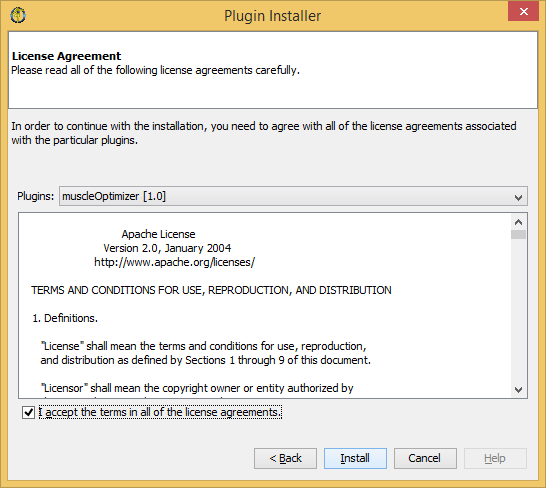 Plugin Installer
License Agreement
Please read all of the following license agreements carefully.
In order to continue with the installation, you need to agree with all of the license agreements associated
with the particular plugins.
Plugins: muscleOptimizer [1.0]
Apache License
Version 2.0, January 2004
http://www.apache.org/licenses/
TERMS AND CONDITIONS FOR USE, REPRODUCTION, AND DISTRIBUTION
1. Definitions.
"License" shall mean the terms and conditions for use, reproduction,
and distribution as defined by Sections 1 through 9 of this document.
"Licensor" shall mean the copyright owner or entity authorized by
I accept the terms in all of the license agreements.
< Back Install Cancel Help